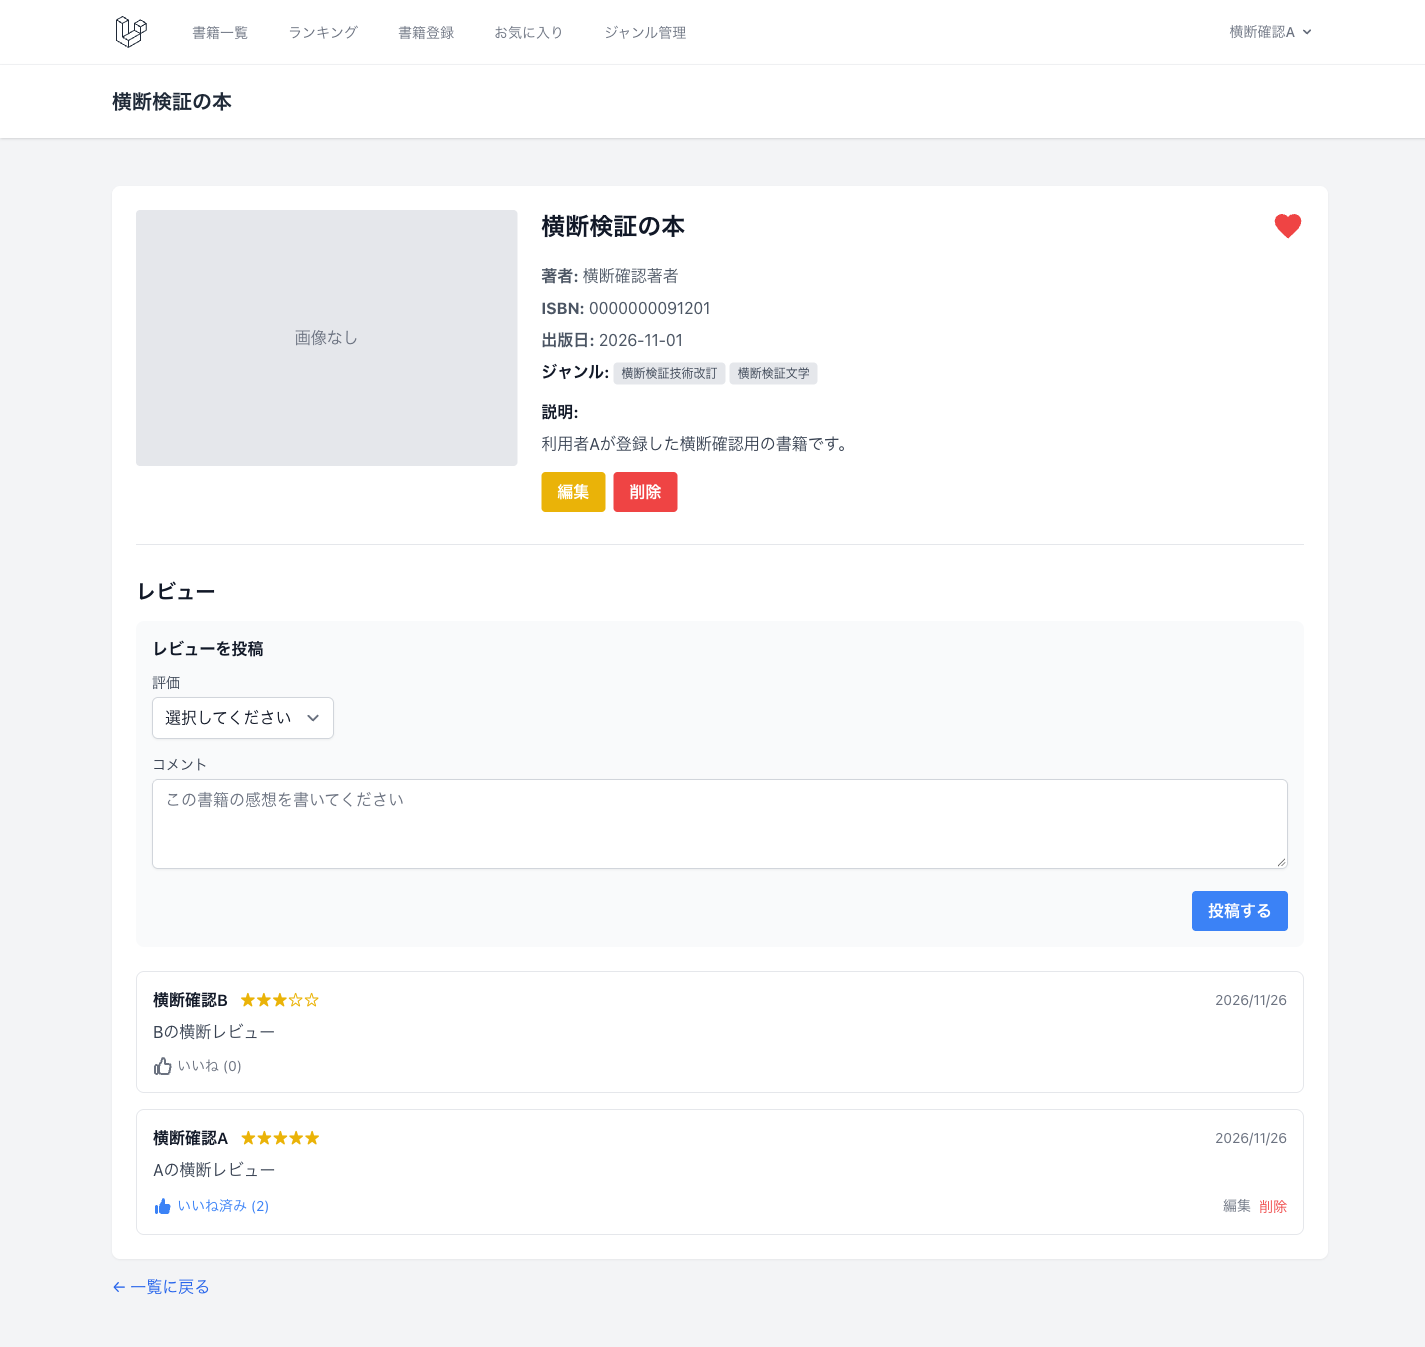 書籍一覧 ランキング 書籍登録 お気に入り ジャンル管理 横断確認A
横断検証の本
画像なし
横断検証の本
著者: 横断確認著者
ISBN: 0000000091201
出版日: 2026-11-01
ジャンル: 横断検証技術改訂 横断検証文学
説明:
利用者Aが登録した横断確認用の書籍です。
編集 削除
レビュー
レビューを投稿
評価
選択してください
コメント
この書籍の感想を書いてください
投稿する
横断確認B ★★★☆☆ 2026/11/26
Bの横断レビュー
いいね (0)
横断確認A ★★★★★ 2026/11/26
Aの横断レビュー
いいね済み (2) 編集 削除
← 一覧に戻る